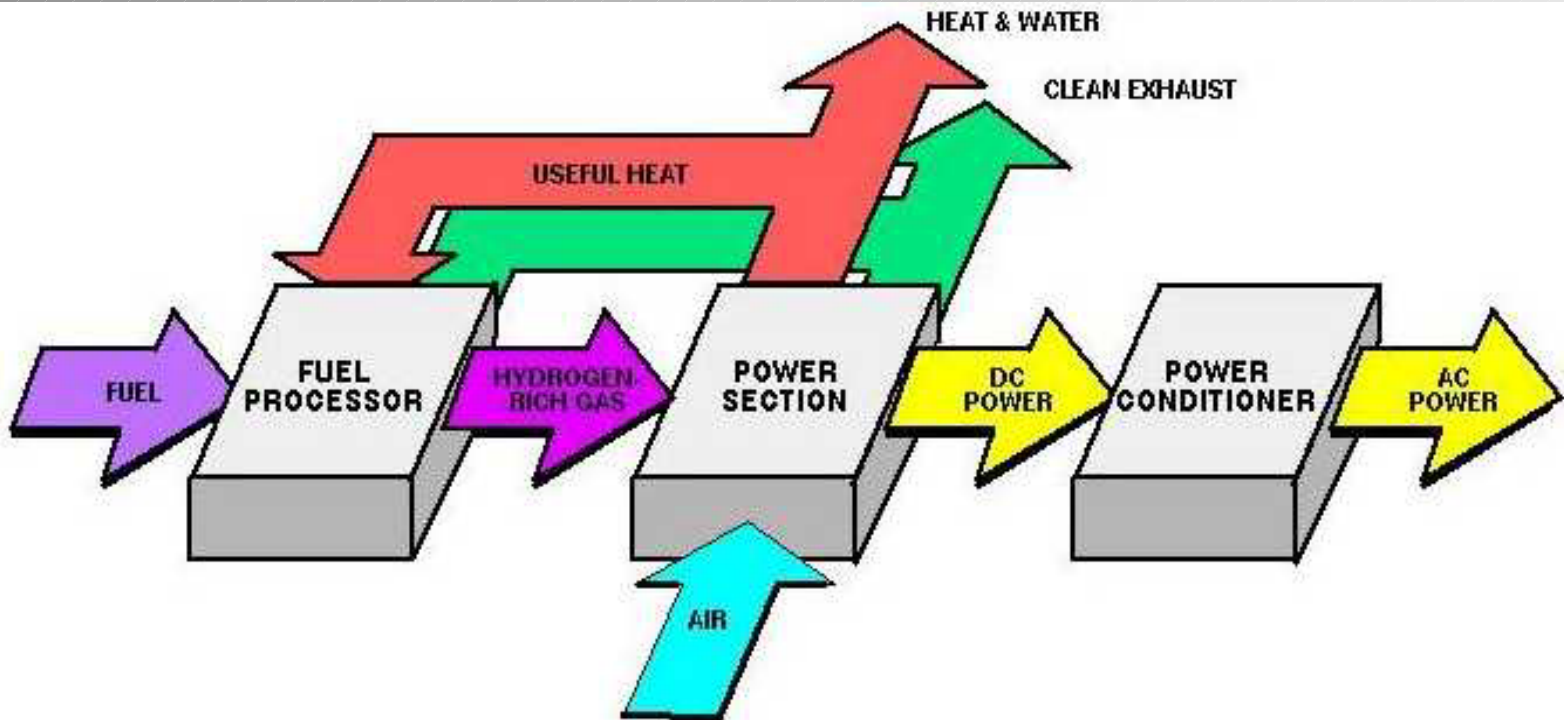 HEAT & WATER
CLEAN EXHAUST
USEFUL HEAT
FUEL
FUEL
PROCESSOR
HYDROGEN-
RICH GAS
POWER
SECTION
DC
POWER
POWER
CONDITIONER
AC
POWER
AIR